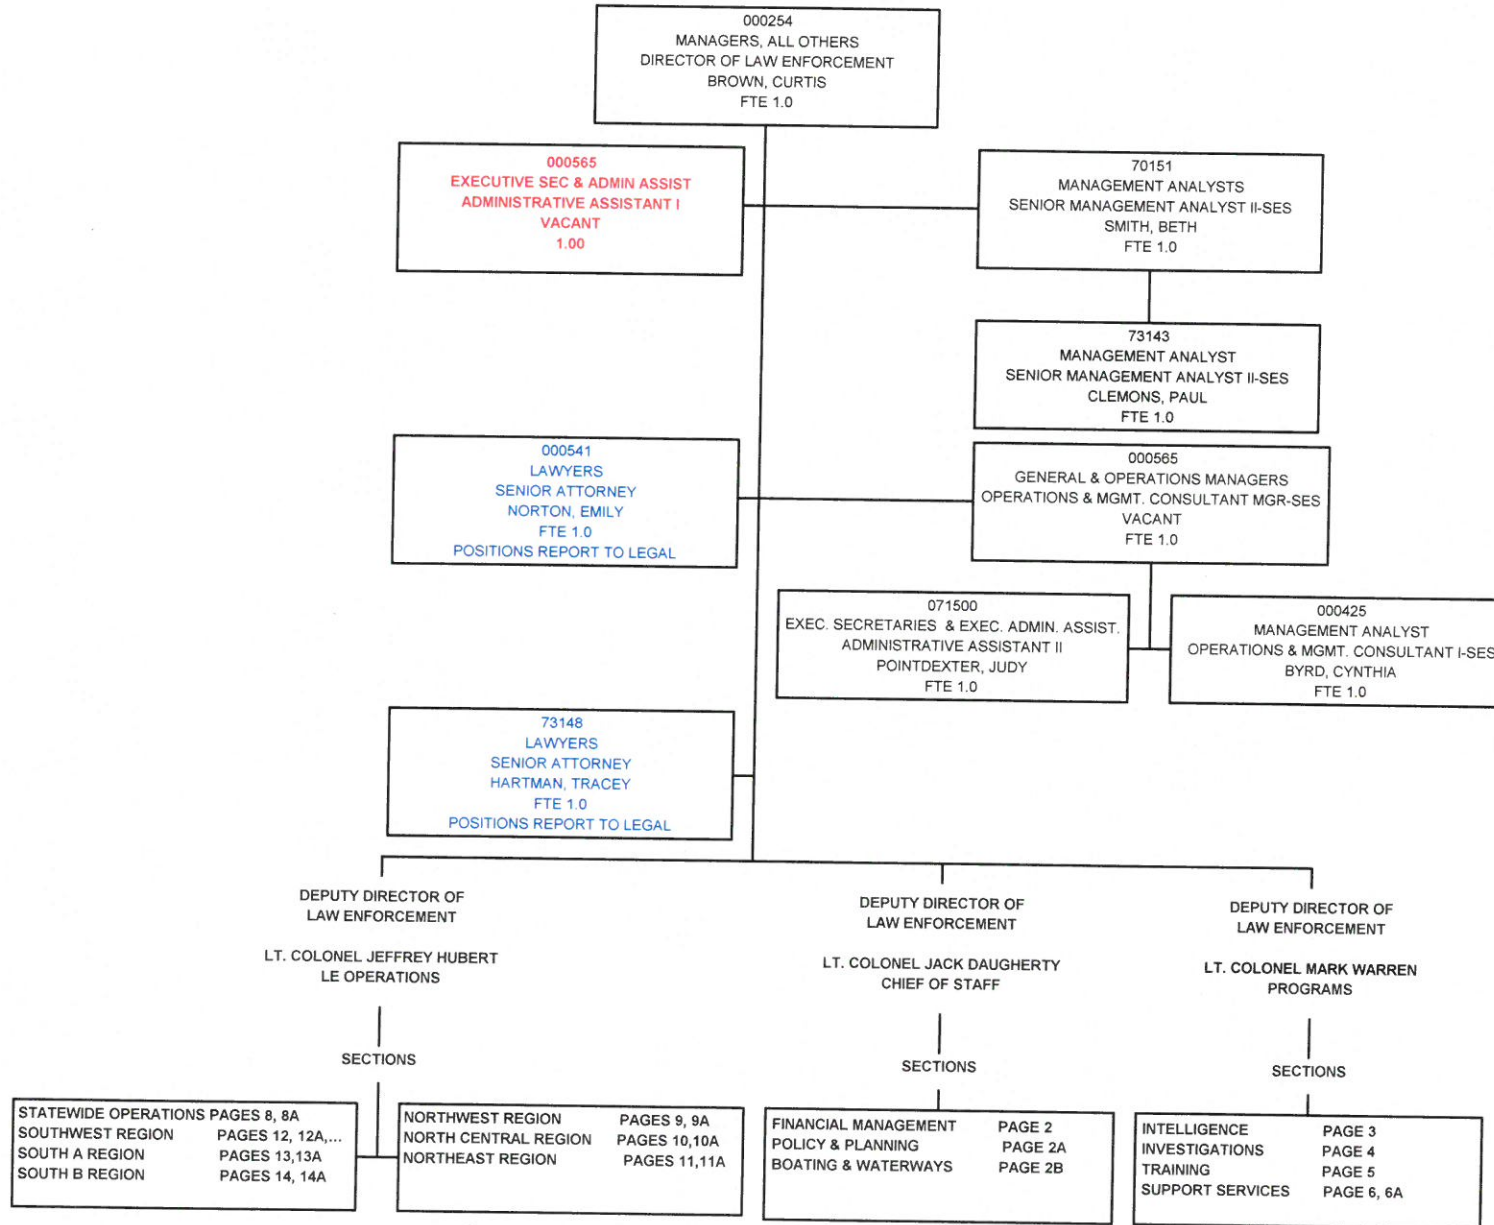 000254
MANAGERS, ALL OTHERS
DIRECTOR OF LAW ENFORCEMENT
BROWN, CURTIS
FTE 1.0
000565
EXECUTIVE SEC & ADMIN ASSIST
ADMINISTRATIVE ASSISTANT I
VACANT
1.00
70151
MANAGEMENT ANALYSTS
SENIOR MANAGEMENT ANALYST II-SES
SMITH, BETH
FTE 1.0
73143
MANAGEMENT ANALYST
SENIOR MANAGEMENT ANALYST II-SES
CLEMONS, PAUL
FTE 1.0
000541
LAWYERS
SENIOR ATTORNEY
NORTON, EMILY
FTE 1.0
POSITIONS REPORT TO LEGAL
000565
GENERAL & OPERATIONS MANAGERS
OPERATIONS & MGMT. CONSULTANT MGR-SES
VACANT
FTE 1.0
071500
EXEC. SECRETARIES & EXEC. ADMIN. ASSIST.
ADMINISTRATIVE ASSISTANT II
POINTDEXTER, JUDY
FTE 1.0
000425
MANAGEMENT ANALYST
OPERATIONS & MGMT. CONSULTANT I-SES
BYRD, CYNTHIA
FTE 1.0
73148
LAWYERS
SENIOR ATTORNEY
HARTMAN, TRACEY
FTE 1.0
POSITIONS REPORT TO LEGAL
DEPUTY DIRECTOR OF
LAW ENFORCEMENT
LT. COLONEL JEFFREY HUBERT
LE OPERATIONS
SECTIONS
DEPUTY DIRECTOR OF
LAW ENFORCEMENT
LT. COLONEL JACK DAUGHERTY
CHIEF OF STAFF
SECTIONS
DEPUTY DIRECTOR OF
LAW ENFORCEMENT
LT. COLONEL MARK WARREN
PROGRAMS
SECTIONS
STATEWIDE OPERATIONS PAGES 8, 8A
SOUTHWEST REGION PAGES 12, 12A,...
SOUTH A REGION PAGES 13,13A
SOUTH B REGION PAGES 14, 14A
NORTHWEST REGION PAGES 9, 9A
NORTH CENTRAL REGION PAGES 10,10A
NORTHEAST REGION PAGES 11,11A
FINANCIAL MANAGEMENT PAGE 2
POLICY & PLANNING PAGE 2A
BOATING & WATERWAYS PAGE 2B
INTELLIGENCE PAGE 3
INVESTIGATIONS PAGE 4
TRAINING PAGE 5
SUPPORT SERVICES PAGE 6, 6A